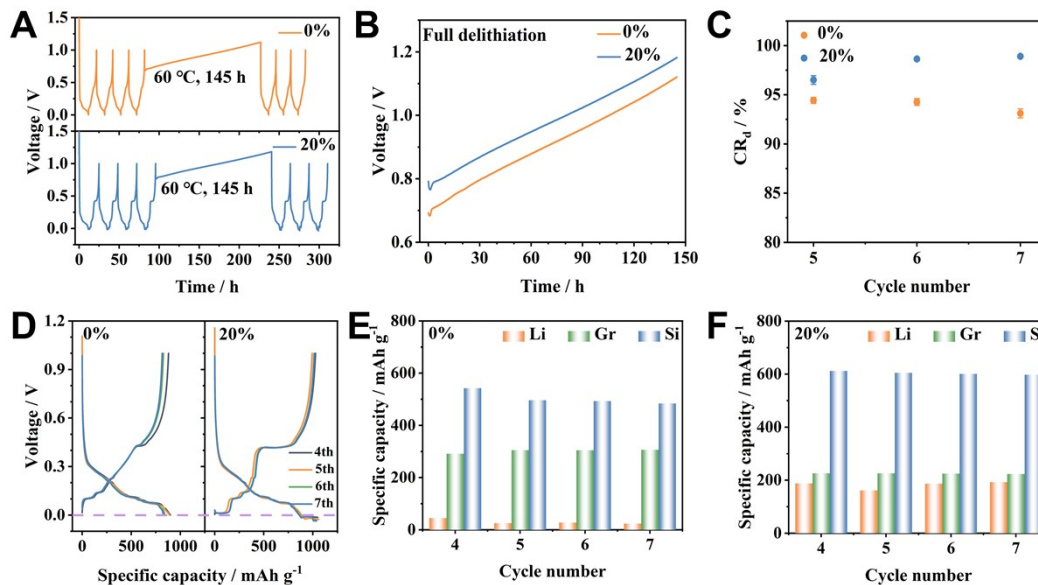 A
Voltage / V
1.5
1.0
0.5
0.0
0%
60 °C, 145 h
1.5
1.0
0.5
0.0
20%
60 °C, 145 h
0 50 100 150 200 250 300
Time / h
B
Full delithiation
0%
20%
Voltage / V
1.2
1.0
0.8
0.6
0 30 60 90 120 150
Time / h
C
0%
20%
CRd / %
100
95
90
85
80
5 6 7
Cycle number
D
0%
20%
Voltage / V
1.2
0.9
0.6
0.3
0.0
4th
5th
6th
7th
0 500 1000 0 500 1000
Specific capacity / mAh g-1
E
0%
Li Gr Si
Specific capacity / mAh g-1
800
600
400
200
0
4 5 6 7
Cycle number
F
20%
Li Gr S
Specific capacity / mAh g-1
800
600
400
200
0
4 5 6 7
Cycle number